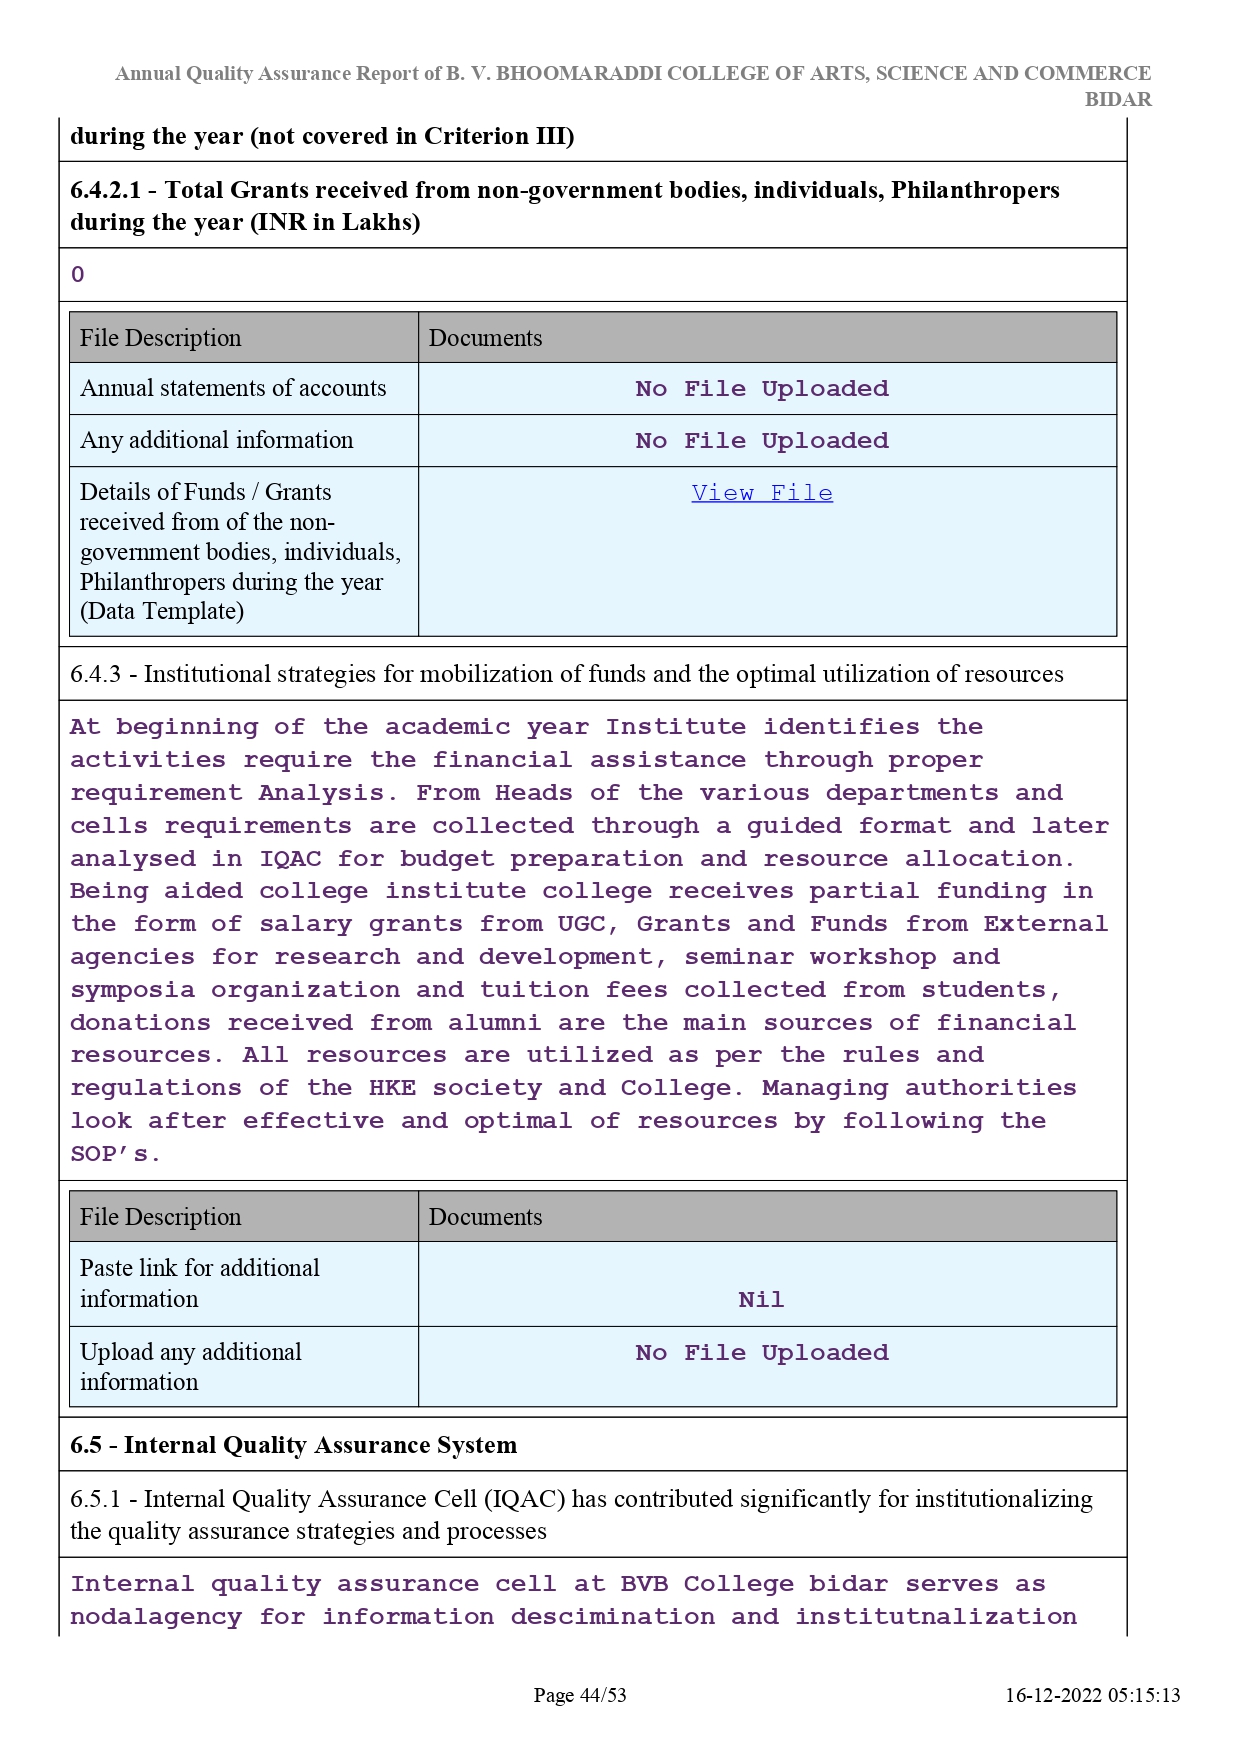 Annual Quality Assurance Report of B. V. BHOOMARADDI COLLEGE OF ARTS, SCIENCE AND COMMERCE
BIDAR
during the year (not covered in Criterion III)
6.4.2.1 - Total Grants received from non-government bodies, individuals, Philanthropers
during the year (INR in Lakhs)
0
File Description Documents
Annual statements of accounts No File Uploaded
Any additional information No File Uploaded
Details of Funds / Grants View File
received from of the non-
government bodies, individuals,
Philanthropers during the year
(Data Template)
6.4.3 - Institutional strategies for mobilization of funds and the optimal utilization of resources
At beginning of the academic year Institute identifies the
activities require the financial assistance through proper
requirement Analysis. From Heads of the various departments and
cells requirements are collected through a guided format and later
analysed in IQAC for budget preparation and resource allocation.
Being aided college institute college receives partial funding in
the form of salary grants from UGC, Grants and Funds from External
agencies for research and development, seminar workshop and
symposia organization and tuition fees collected from students,
donations received from alumni are the main sources of financial
resources. All resources are utilized as per the rules and
regulations of the HKE society and College. Managing authorities
look after effective and optimal of resources by following the
SOP’s.
File Description Documents
Paste link for additional
information Nil
Upload any additional No File Uploaded
information
6.5 - Internal Quality Assurance System
6.5.1 - Internal Quality Assurance Cell (IQAC) has contributed significantly for institutionalizing
the quality assurance strategies and processes
Internal quality assurance cell at BVB College bidar serves as
nodalagency for information descimination and institutnalization
Page 44/53 16-12-2022 05:15:13